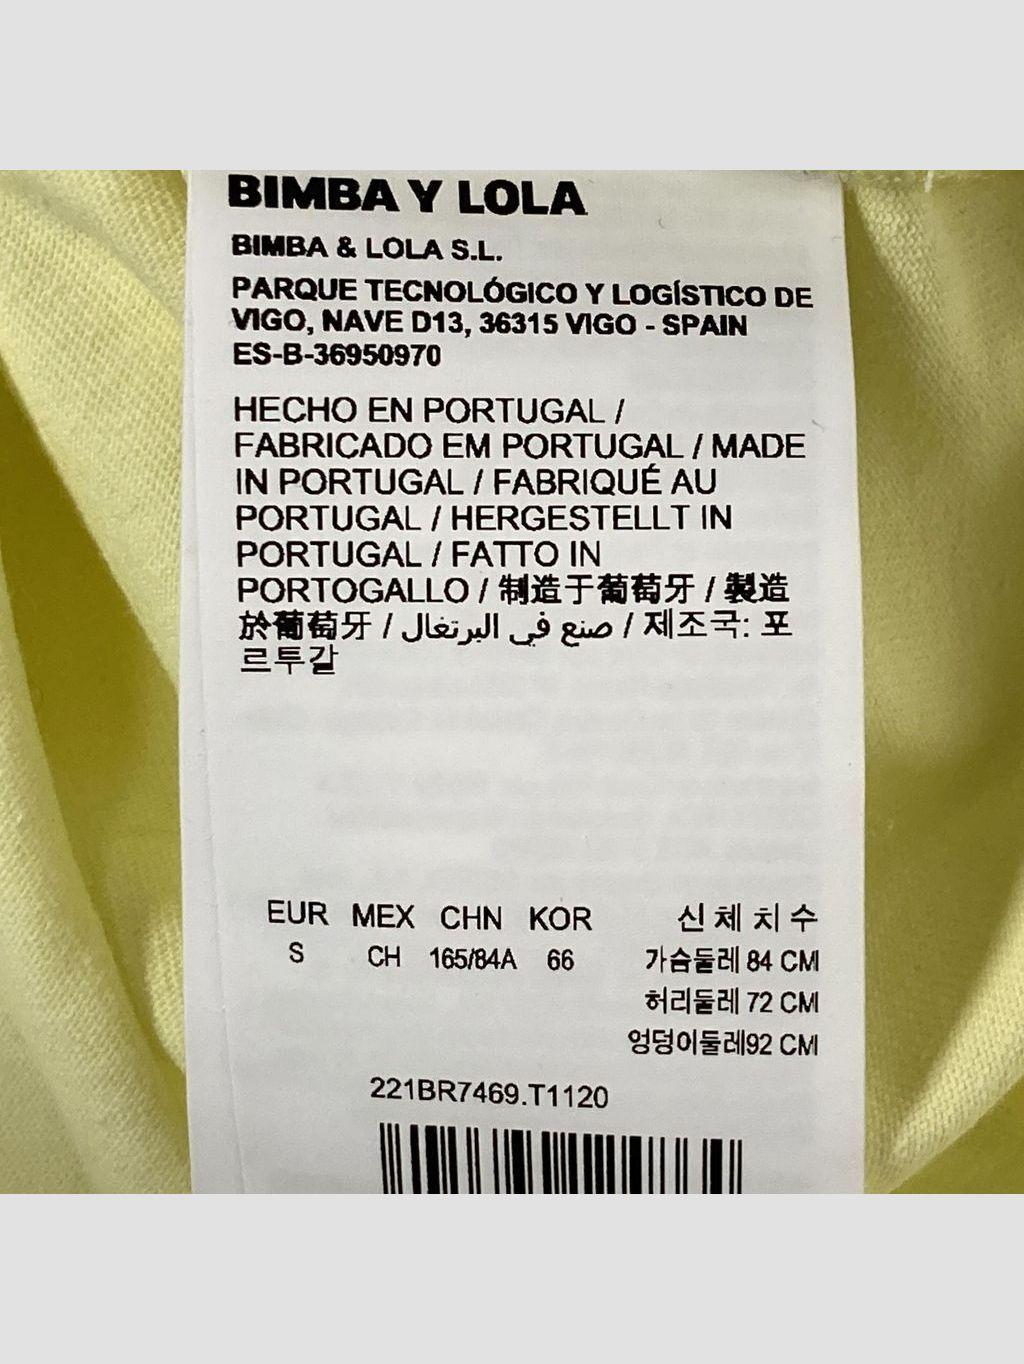 BIMBA Y LOLA
BIMBA & LOLA S.L.
PARQUE TECNOLÓGICO Y LOGÍSTICO DE
VIGO, NAVE D13, 36315 VIGO - SPAIN
ES-B-36950970
HECHO EN PORTUGAL /
FABRICADO EM PORTUGAL / MADE
IN PORTUGAL / FABRIQUÉ AU
PORTUGAL / HERGESTELLT IN
PORTUGAL / FATTO IN
PORTOGALLO / 制造于葡萄牙 / 製造
於葡萄牙 / صنع في البرتغال / 제조국: 포
르투갈
EUR MEX CHN KOR 신 체 치 수
S CH 165/84A 66 가슴둘레 84 CM
허리둘레 72 CM
엉덩이둘레92 CM
221BR7469.T1120